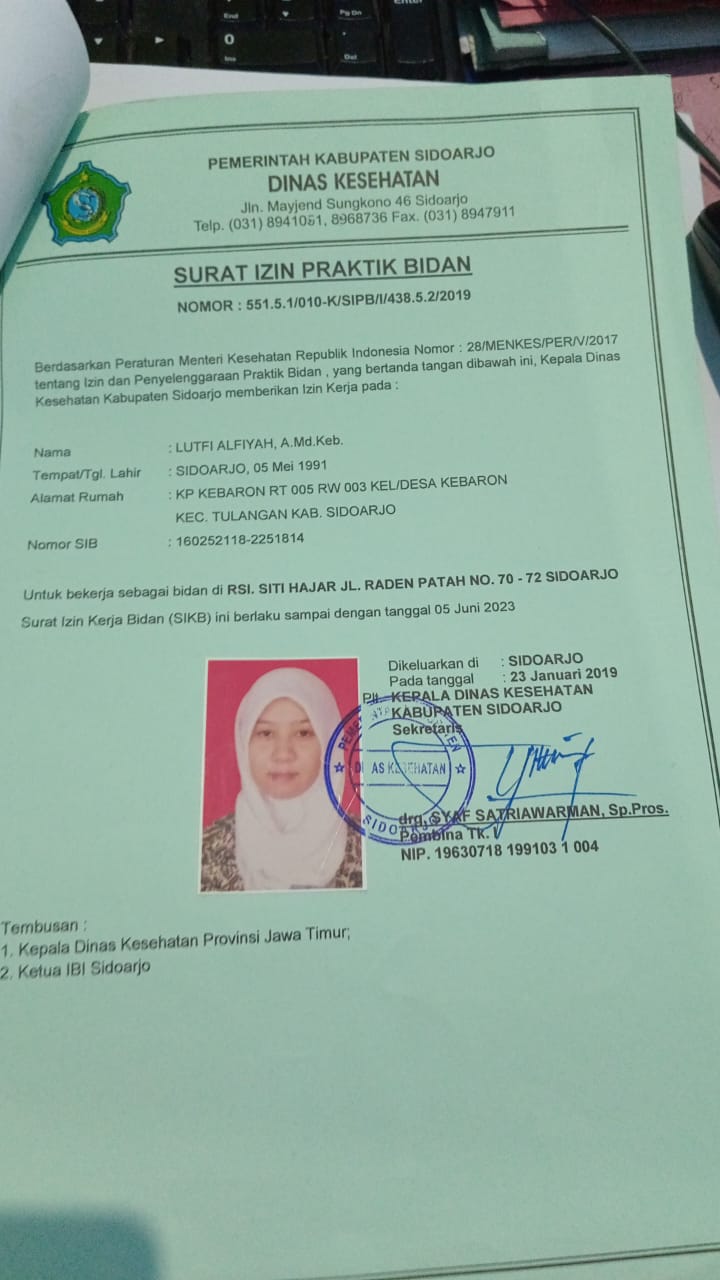 End
Pg Dn
Enter
0
Ins
.
Del
PEMERINTAH KABUPATEN SIDOARJO
DINAS KESEHATAN
Jln. Mayjend Sungkono 46 Sidoarjo
Telp. (031) 8941051, 8968736 Fax. (031) 8947911
SURAT IZIN PRAKTIK BIDAN
NOMOR : 551.5.1/010-K/SIPB/I/438.5.2/2019
Berdasarkan Peraturan Menteri Kesehatan Republik Indonesia Nomor : 28/MENKES/PER/V/2017
tentang Izin dan Penyelenggaraan Praktik Bidan , yang bertanda tangan dibawah ini, Kepala Dinas
Kesehatan Kabupaten Sidoarjo memberikan Izin Kerja pada :
Nama : LUTFI ALFIYAH, A.Md.Keb.
Tempat/Tgl. Lahir : SIDOARJO, 05 Mei 1991
Alamat Rumah : KP KEBARON RT 005 RW 003 KEL/DESA KEBARON
KEC. TULANGAN KAB. SIDOARJO
Nomor SIB : 160252118-2251814
Untuk bekerja sebagai bidan di RSI. SITI HAJAR JL. RADEN PATAH NO. 70 - 72 SIDOARJO
Surat Izin Kerja Bidan (SIKB) ini berlaku sampai dengan tanggal 05 Juni 2023
Dikeluarkan di : SIDOARJO
Pada tanggal : 23 Januari 2019
Plt. KEPALA DINAS KESEHATAN
KABUPATEN SIDOARJO
Sekretaris
DINAS KESEHATAN
SIDOARJO
drg. SYAF SATRIAWARMAN, Sp.Pros.
Pembina Tk. I
NIP. 19630718 199103 1 004
Tembusan :
1. Kepala Dinas Kesehatan Provinsi Jawa Timur;
2. Ketua IBI Sidoarjo